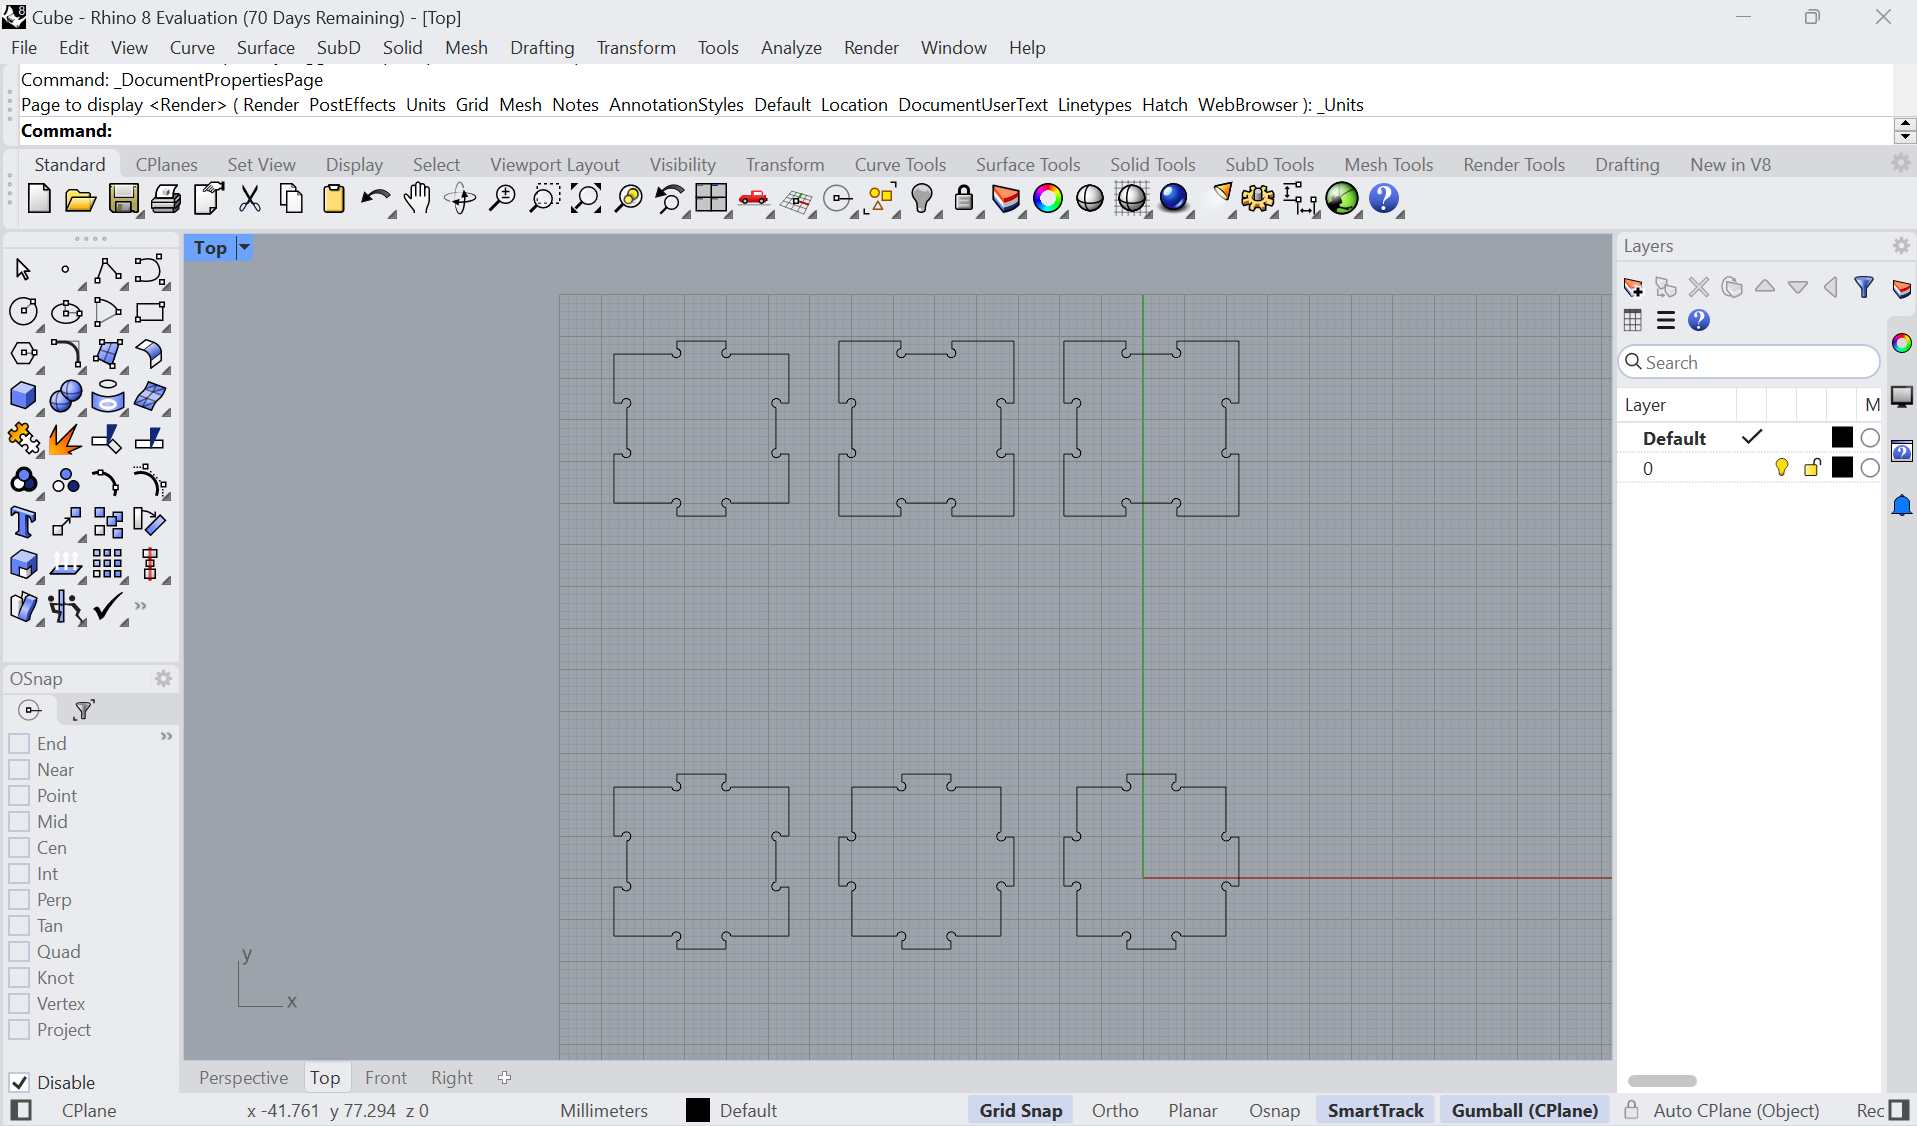 Cube - Rhino 8 Evaluation (70 Days Remaining) - [Top]
File Edit View Curve Surface SubD Solid Mesh Drafting Transform Tools Analyze Render Window Help
Command: _DocumentPropertiesPage
Page to display <Render> ( Render PostEffects Units Grid Mesh Notes AnnotationStyles Default Location DocumentUserText Linetypes Hatch WebBrowser ): _Units
Command:
Standard CPlanes Set View Display Select Viewport Layout Visibility Transform Curve Tools Surface Tools Solid Tools SubD Tools Mesh Tools Render Tools Drafting New in V8
Top
Layers
Search
Layer M
Default
0
OSnap
End
Near
Point
Mid
Cen
Int
Perp
Tan
Quad
Knot
Vertex
Project
Disable
y
x
Perspective Top Front Right
CPlane x -41.761 y 77.294 z 0 Millimeters Default Grid Snap Ortho Planar Osnap SmartTrack Gumball (CPlane) Auto CPlane (Object) Rec